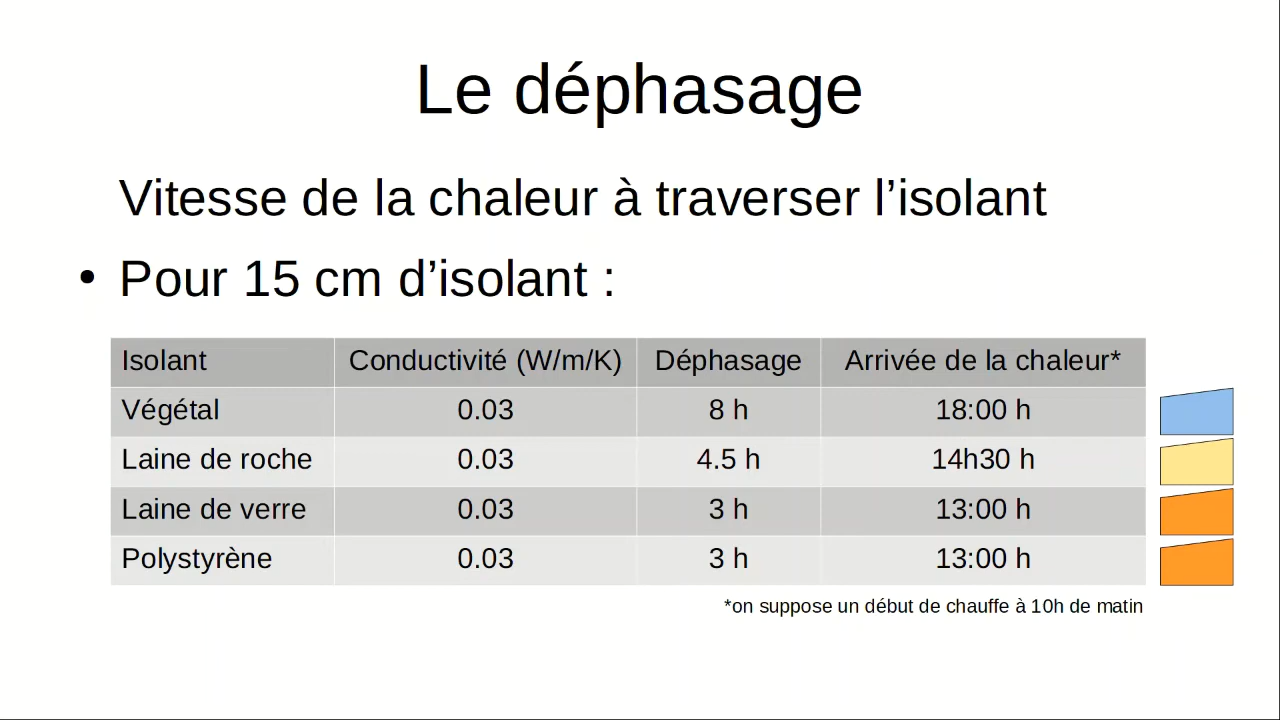 Le déphasage
Vitesse de la chaleur à traverser l’isolant
• Pour 15 cm d’isolant :
Isolant Conductivité (W/m/K) Déphasage Arrivée de la chaleur*
Végétal 0.03 8 h 18:00 h
Laine de roche 0.03 4.5 h 14h30 h
Laine de verre 0.03 3 h 13:00 h
Polystyrène 0.03 3 h 13:00 h
*on suppose un début de chauffe à 10h de matin